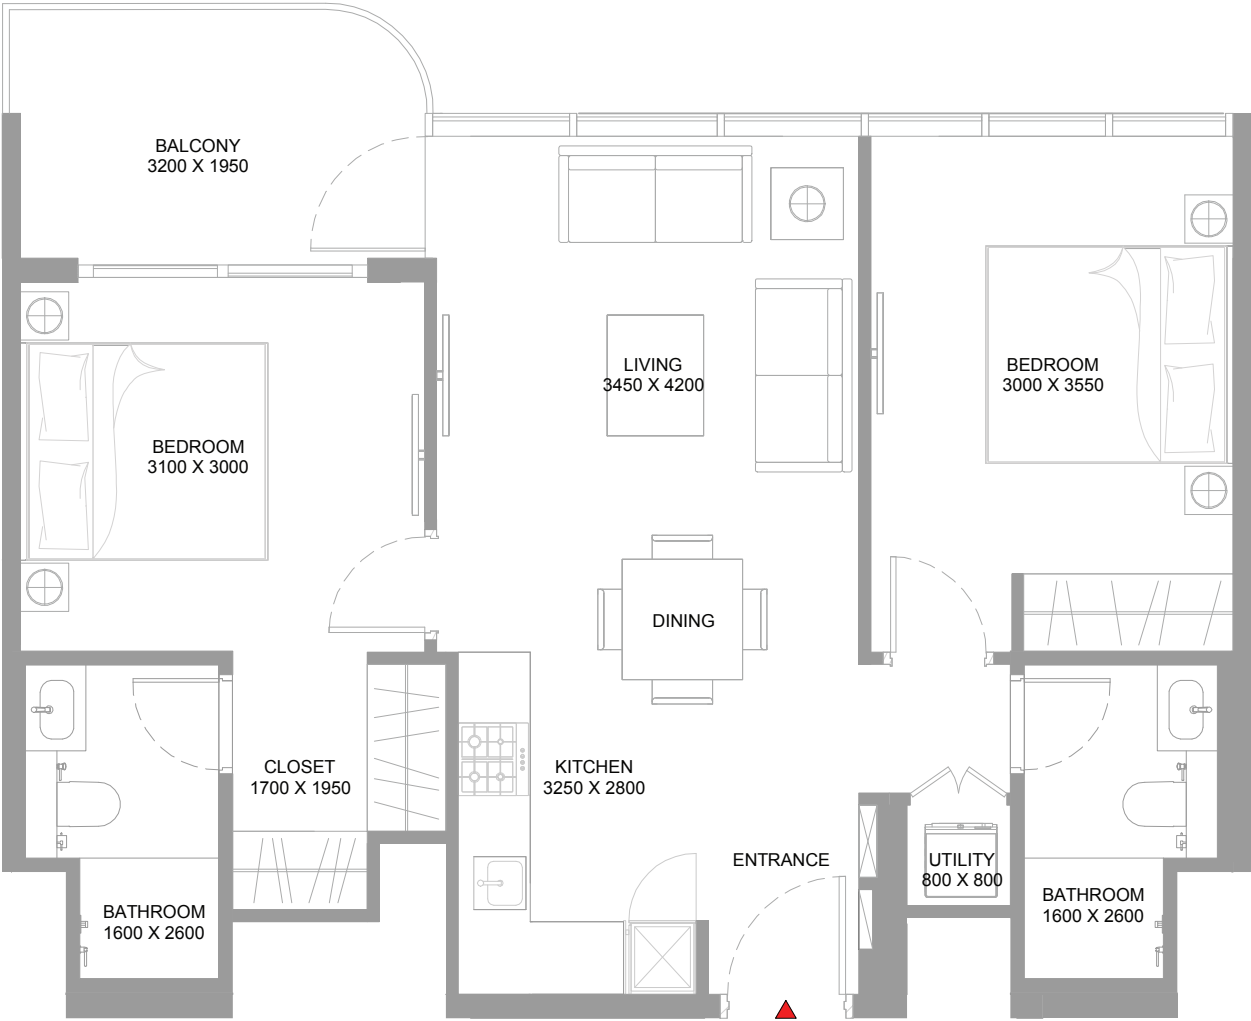 BALCONY
3200 X 1950
LIVING
3450 X 4200
BEDROOM
3000 X 3550
BEDROOM
3100 X 3000
DINING
CLOSET
1700 X 1950
KITCHEN
3250 X 2800
ENTRANCE
UTILITY
800 X 800
BATHROOM
1600 X 2600
BATHROOM
1600 X 2600